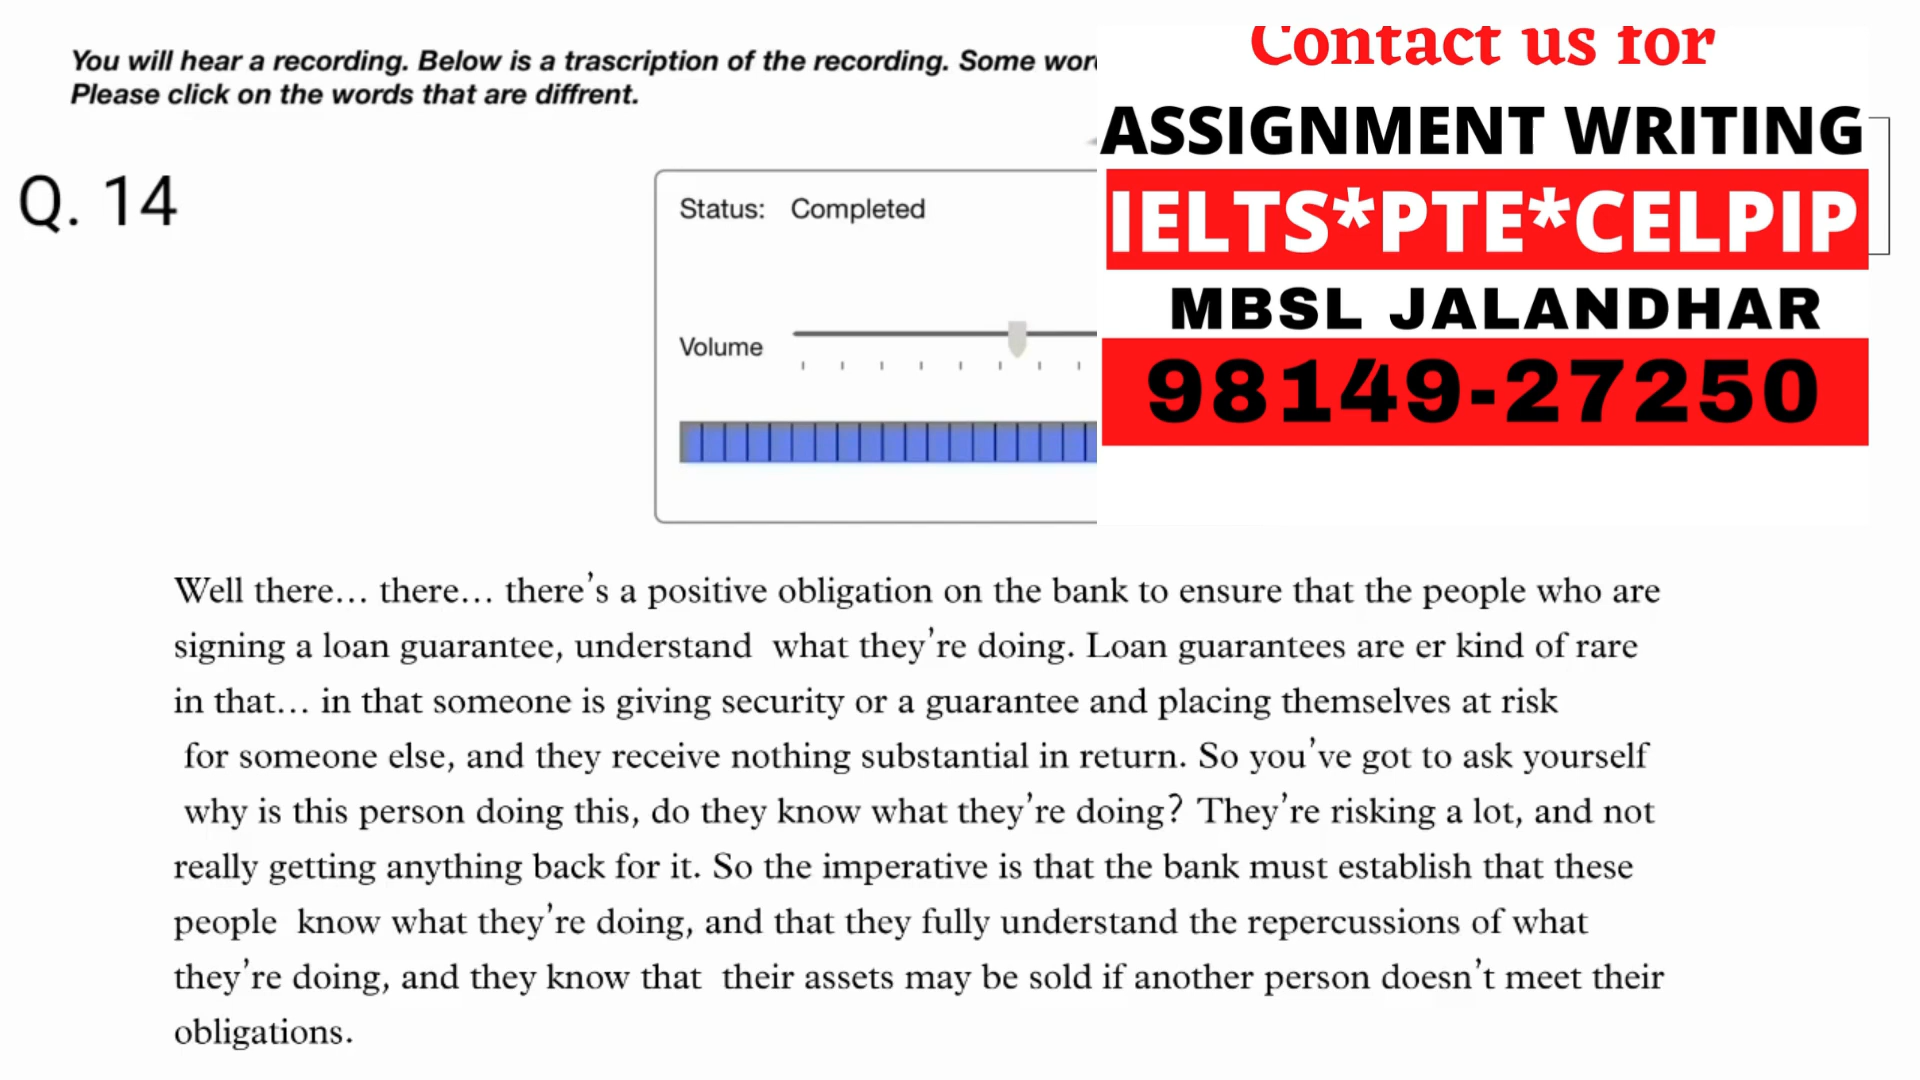 You will hear a recording. Below is a trascription of the recording. Some
Please click on the words that are diffrent.
Contact us for
ASSIGNMENT WRITING
IELTS*PTE*CELPIP
MBSL JALANDHAR
98149-27250
Q. 14
Status: Completed
Volume
Well there... there... there's a positive obligation on the bank to ensure that the people who are
signing a loan guarantee, understand what they're doing. Loan guarantees are er kind of rare
in that... in that someone is giving security or a guarantee and placing themselves at risk
for someone else, and they receive nothing substantial in return. So you've got to ask yourself
why is this person doing this, do they know what they're doing? They're risking a lot, and not
really getting anything back for it. So the imperative is that the bank must establish that these
people know what they're doing, and that they fully understand the repercussions of what
they're doing, and they know that their assets may be sold if another person doesn't meet their
obligations.